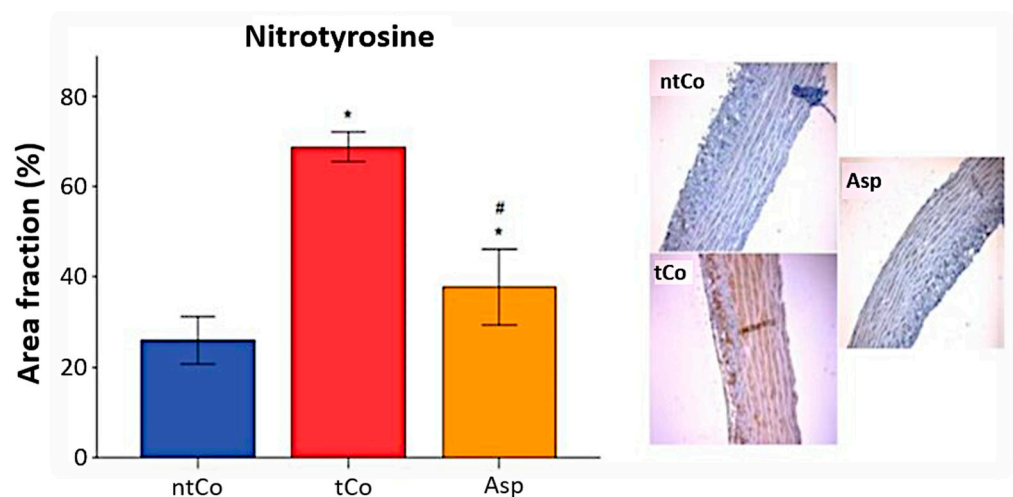 Nitrotyrosine
Area fraction (%)
80
60
40
20
0
*
#
*
ntCo
tCo
Asp
ntCo
Asp
tCo